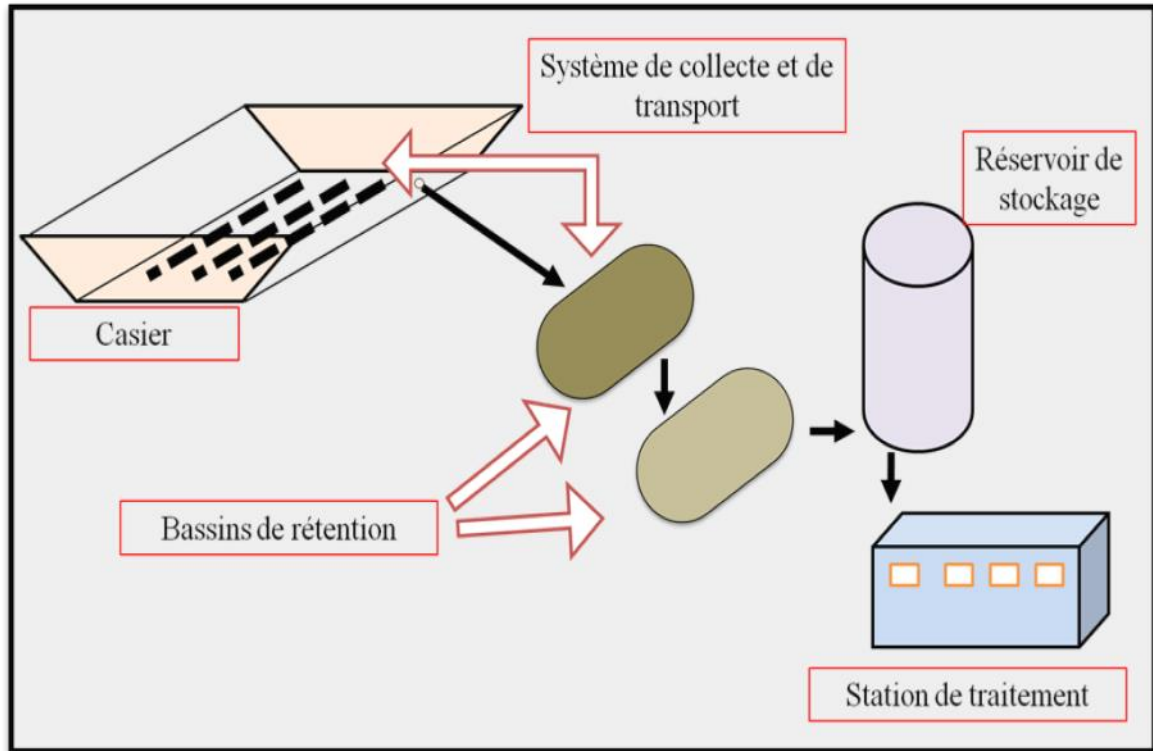 Système de collecte et de
transport
Réservoir de
stockage
Casier
Bassins de rétention
Station de traitement